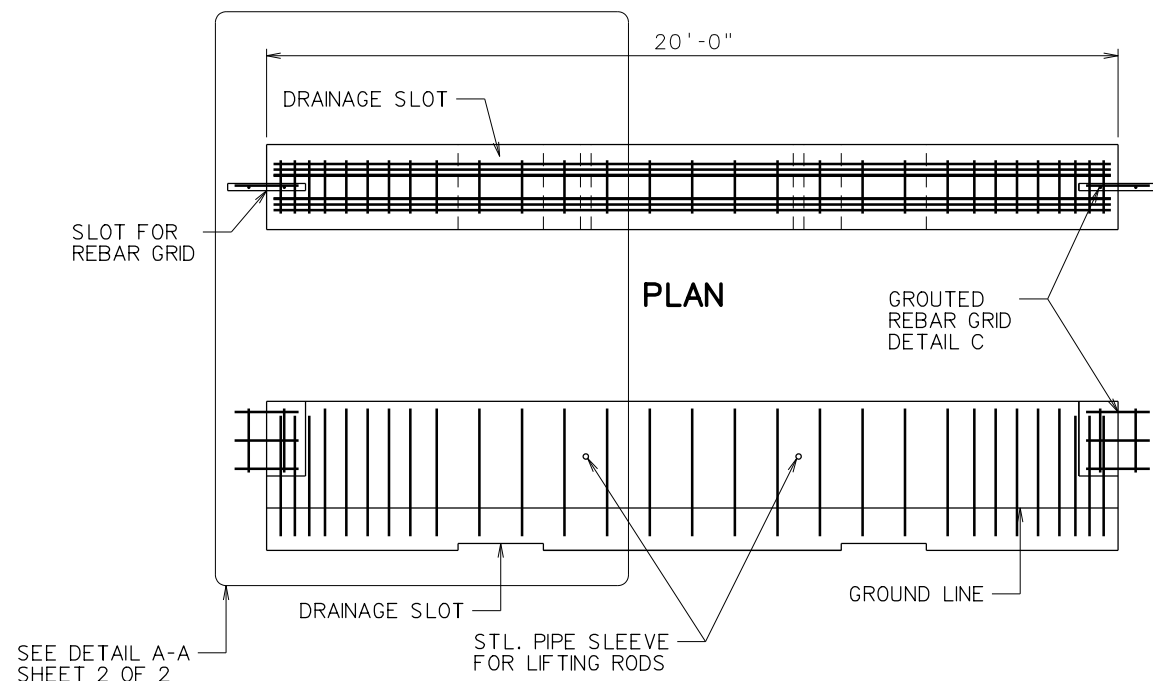 20'-0"
DRAINAGE SLOT
SLOT FOR
REBAR GRID
PLAN
GROUTED
REBAR GRID
DETAIL C
GROUND LINE
DRAINAGE SLOT
STL. PIPE SLEEVE
FOR LIFTING RODS
SEE DETAIL A-A
SHEET 2 OF 2